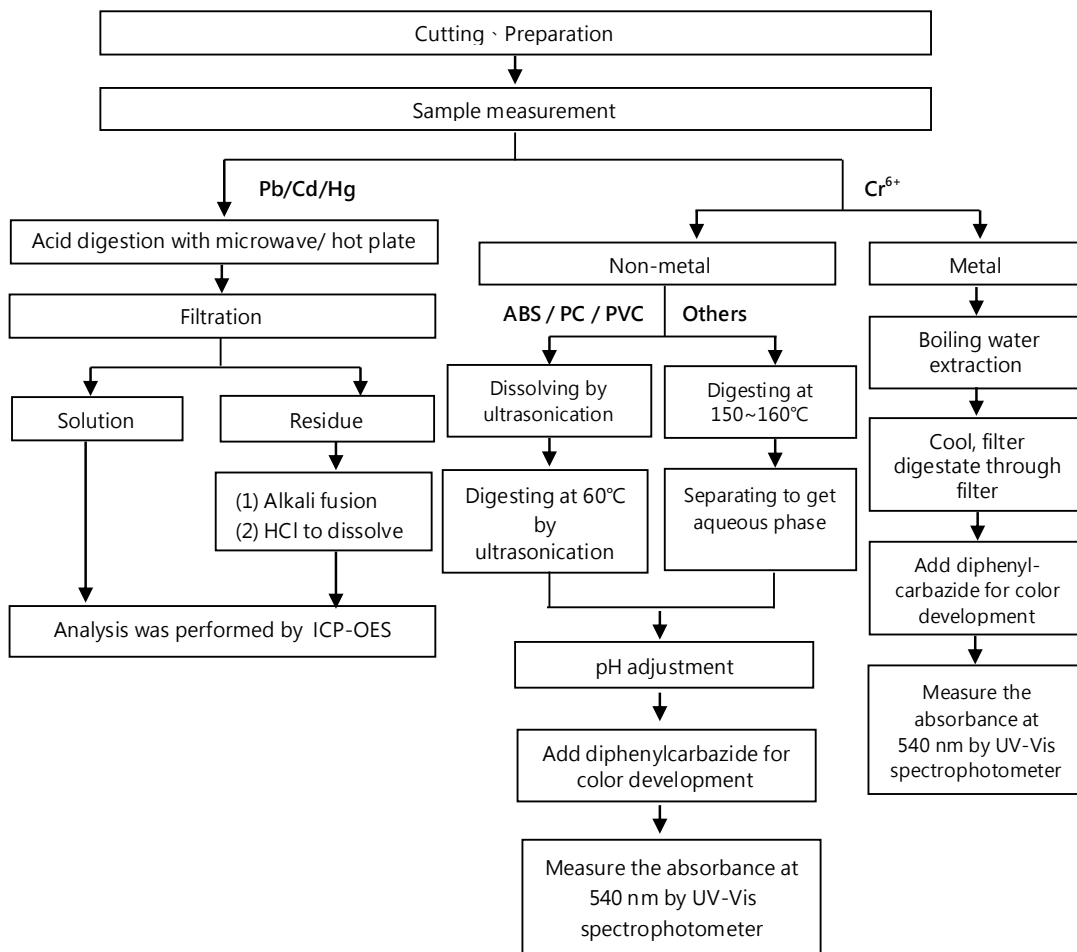 Cutting、Preparation
Sample measurement
Pb/Cd/Hg
Cr⁶⁺
Acid digestion with microwave/ hot plate
Non-metal
Metal
Filtration
ABS / PC / PVC
Others
Boiling water
extraction
Solution
Residue
Dissolving by
ultrasonication
Digesting at
150~160℃
Cool, filter
digestate through
filter
(1) Alkali fusion
(2) HCl to dissolve
Digesting at 60℃
by
ultrasonication
Separating to get
aqueous phase
Add diphenyl-
carbazide for color
development
Analysis was performed by ICP-OES
pH adjustment
Measure the
absorbance at
540 nm by UV-Vis
spectrophotometer
Add diphenylcarbazide for
color development
Measure the absorbance at
540 nm by UV-Vis
spectrophotometer